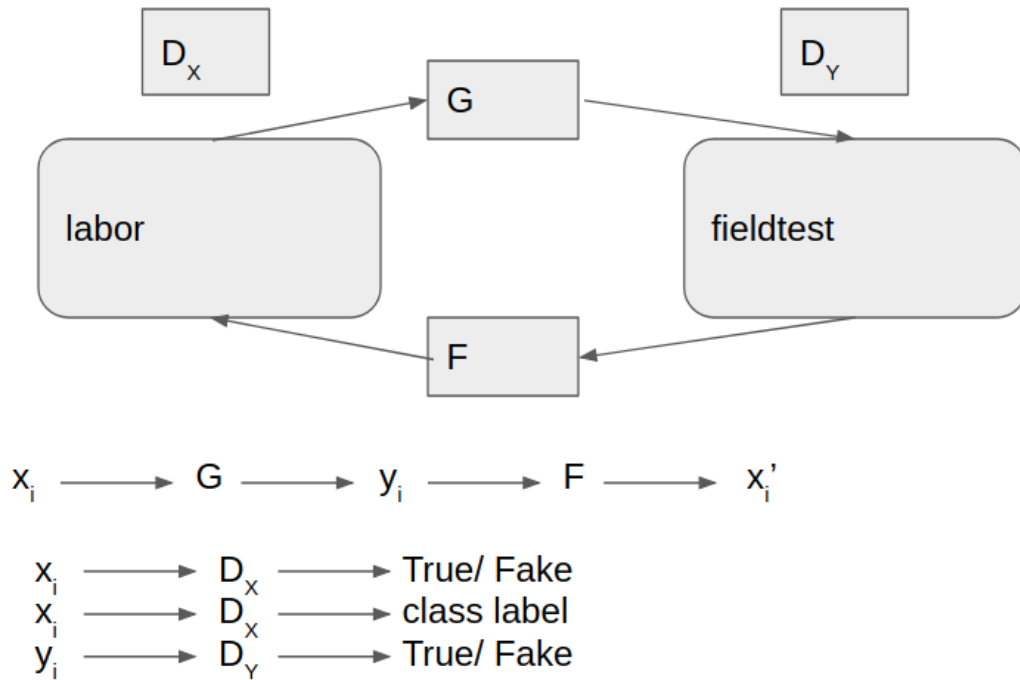 D_X
D_Y
G
labor
fieldtest
F
x_i G y_i F x_i’
x_i D_X True/ Fake
x_i D_X class label
y_i D_Y True/ Fake